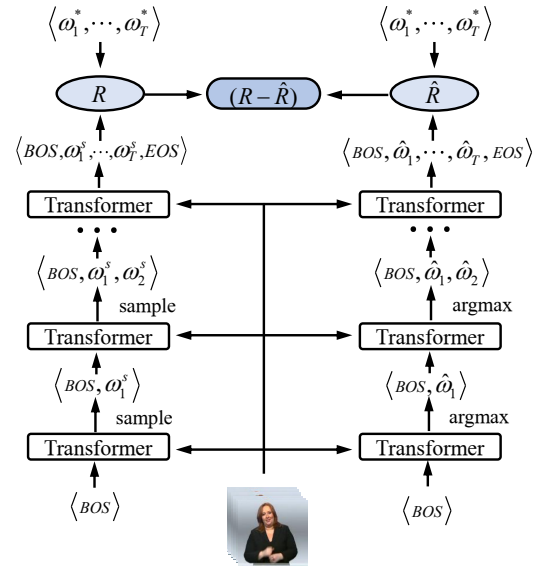 ⟨ω₁*, ⋯, ω_T*⟩ ⟨ω₁*, ⋯, ω_T*⟩
R (R − R̂) R̂
⟨BOS, ω₁ˢ, ⋯, ω_Tˢ, EOS⟩ ⟨BOS, ω̂₁, ⋯, ω̂_T, EOS⟩
Transformer Transformer
• • • • • •
⟨BOS, ω₁ˢ, ω₂ˢ⟩ ⟨BOS, ω̂₁, ω̂₂⟩
sample argmax
Transformer Transformer
⟨BOS, ω₁ˢ⟩ ⟨BOS, ω̂₁⟩
sample argmax
Transformer Transformer
⟨BOS⟩ ⟨BOS⟩